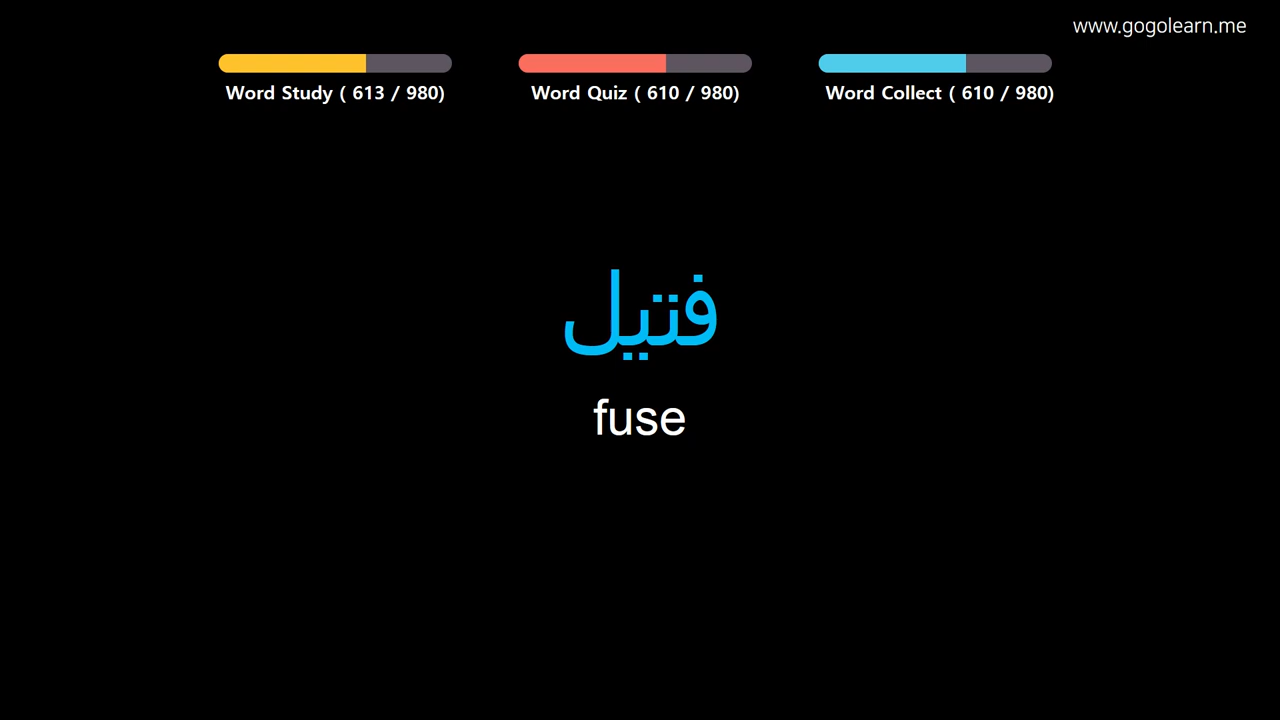 www.gogolearn.me
Word Study ( 613 / 980)
Word Quiz ( 610 / 980)
Word Collect ( 610 / 980)
فتيل
fuse